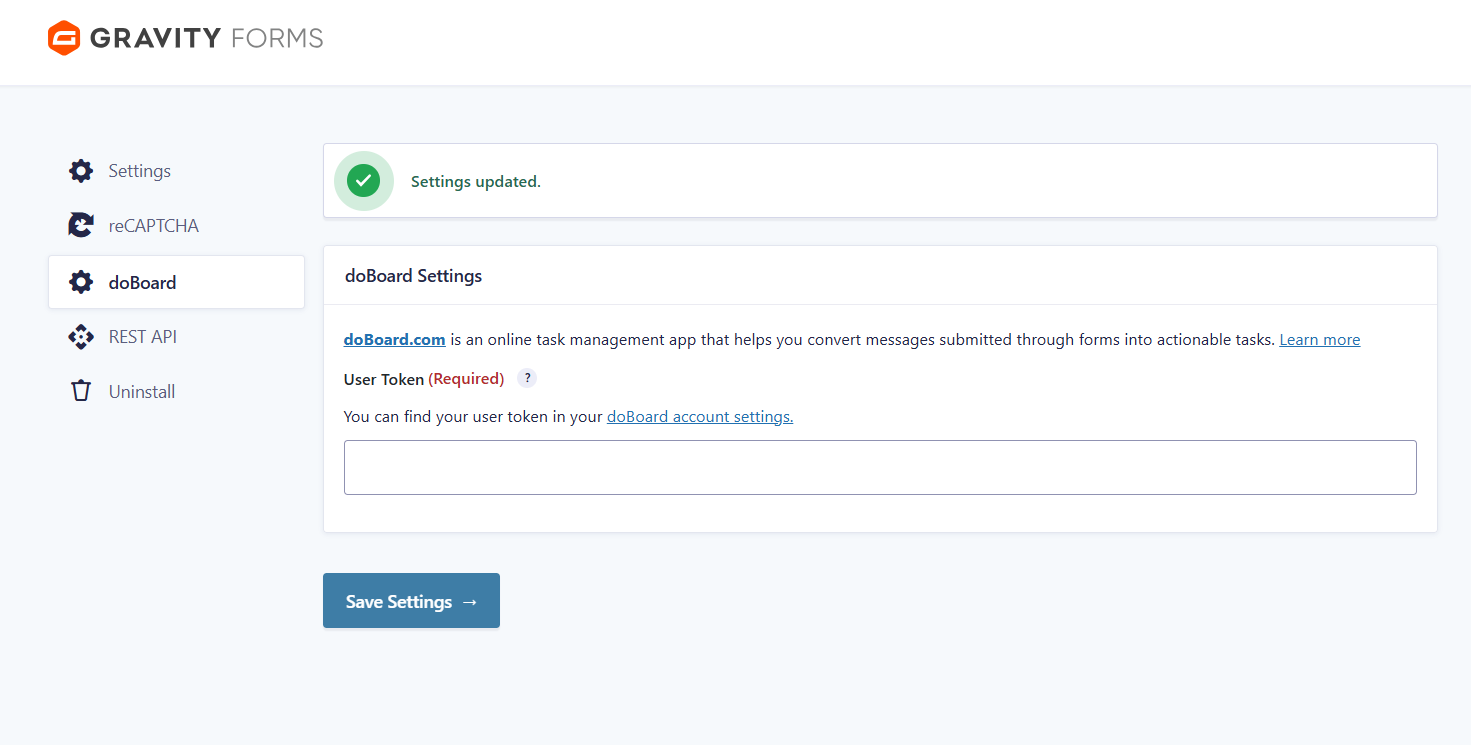 GRAVITY FORMS
Settings
reCAPTCHA
doBoard
REST API
Uninstall
Settings updated.
doBoard Settings
doBoard.com is an online task management app that helps you convert messages submitted through forms into actionable tasks. Learn more
User Token (Required) ?
You can find your user token in your doBoard account settings.
Save Settings →